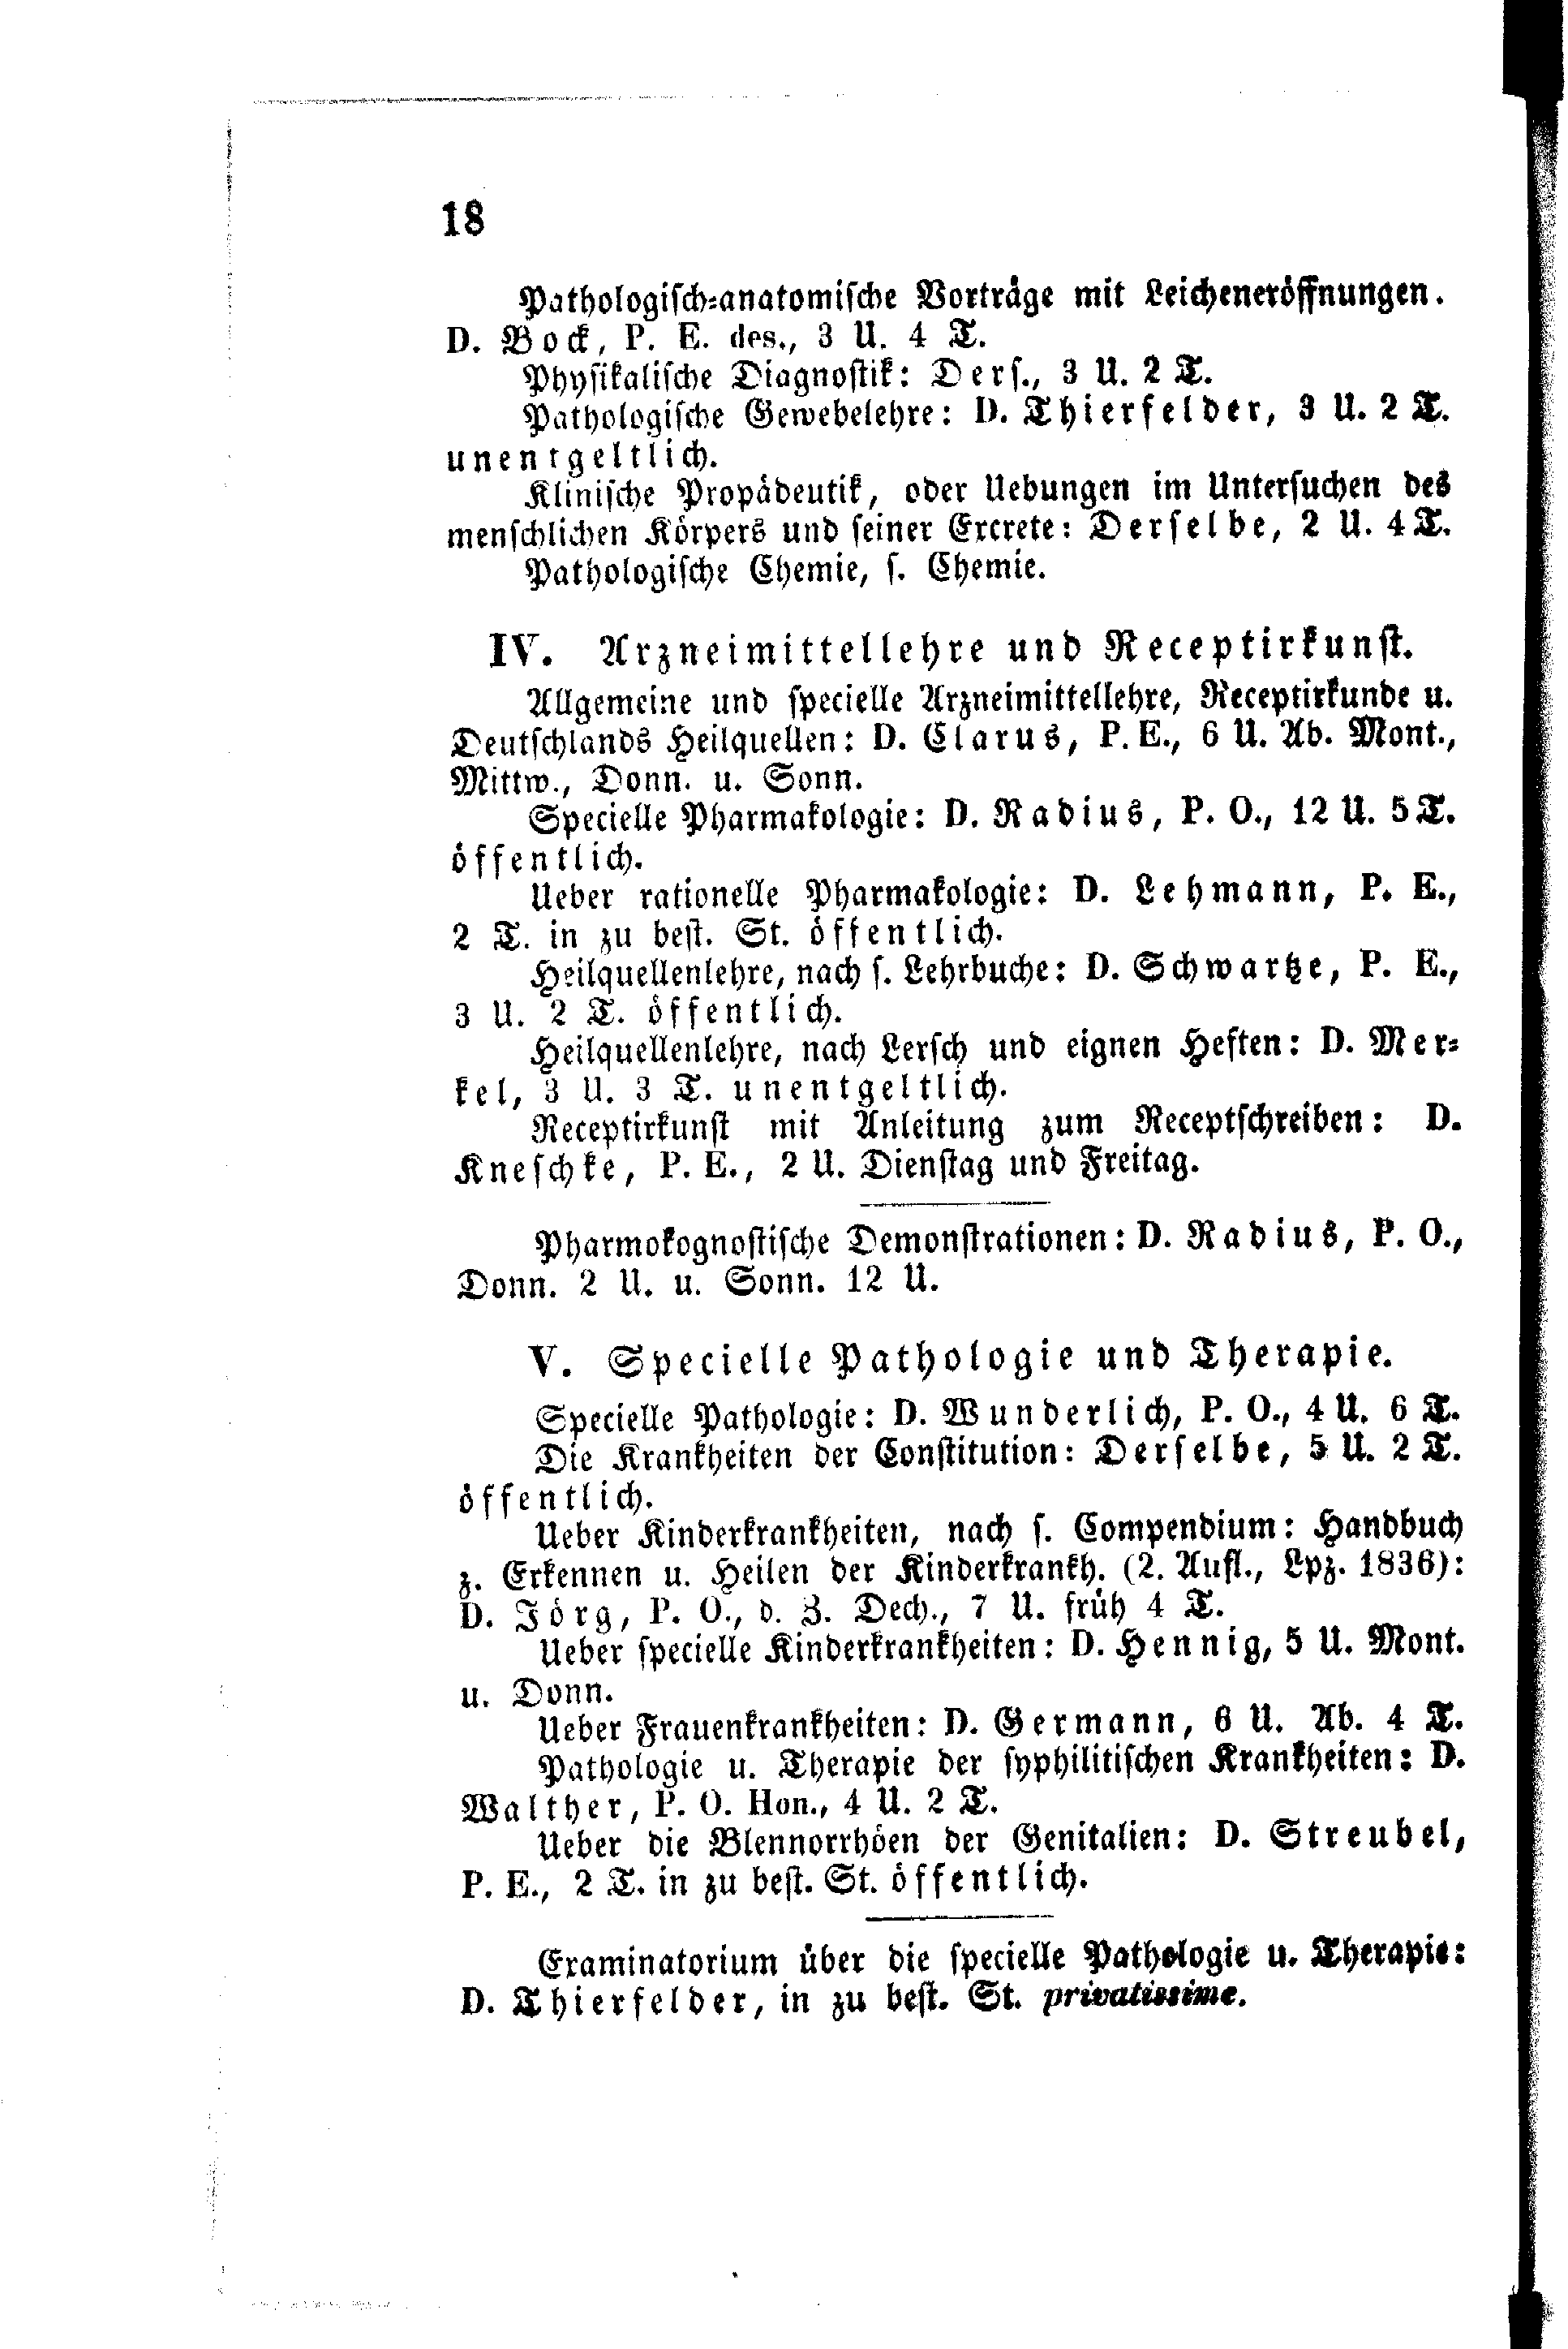 18
Pathologisch-anatomische Vorträge mit Leicheneröffnungen.
D. Bock, P. E. des., 3 U. 4 T.
Physikalische Diagnostik: Ders., 3 U. 2 T.
Pathologische Gewebelehre: D. Thierfelder, 3 U. 2 T.
unentgeltlich.
Klinische Propädeutik, oder Uebungen im Untersuchen des
menschlichen Körpers und seiner Excrete: Derselbe, 2 U. 4 T.
Pathologische Chemie, s. Chemie.
IV. Arzneimittellehre und Receptirkunst.
Allgemeine und specielle Arzneimittellehre, Receptirkunde u.
Deutschlands Heilquellen: D. Clarus, P. E., 6 U. Ab. Mont.,
Mittw., Donn. u. Sonn.
Specielle Pharmakologie: D. Radius, P. O., 12 U. 5 T.
öffentlich.
Ueber rationelle Pharmakologie: D. Lehmann, P. E.,
2 T. in zu best. St. öffentlich.
Heilquellenlehre, nach s. Lehrbuche: D. Schwartze, P. E.,
3 U. 2 T. öffentlich.
Heilquellenlehre, nach Lersch und eignen Heften: D. Mer-
kel, 3 U. 3 T. unentgeltlich.
Receptirkunst mit Anleitung zum Receptschreiben: D.
Kneschke, P. E., 2 U. Dienstag und Freitag.
Pharmokognostische Demonstrationen: D. Radius, P. O.,
Donn. 2 U. u. Sonn. 12 U.
V. Specielle Pathologie und Therapie.
Specielle Pathologie: D. Wunderlich, P. O., 4 U. 6 T.
Die Krankheiten der Constitution: Derselbe, 5 U. 2 T.
öffentlich.
Ueber Kinderkrankheiten, nach s. Compendium: Handbuch
z. Erkennen u. Heilen der Kinderkrankh. (2. Aufl., Lpz. 1836):
D. Jörg, P. O., d. Z. Dech., 7 U. früh 4 T.
Ueber specielle Kinderkrankheiten: D. Hennig, 5 U. Mont.
u. Donn.
Ueber Frauenkrankheiten: D. Germann, 6 U. Ab. 4 T.
Pathologie u. Therapie der syphilitischen Krankheiten: D.
Walther, P. O. Hon., 4 U. 2 T.
Ueber die Blennorrhöen der Genitalien: D. Streubel,
P. E., 2 T. in zu best. St. öffentlich.
Examinatorium über die specielle Pathologie u. Therapie:
D. Thierfelder, in zu best. St. privatissime.